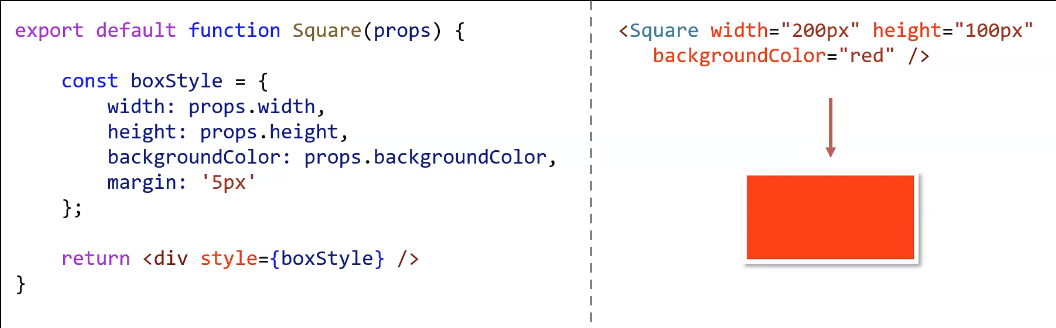 export default function Square(props) {
const boxStyle = {
width: props.width,
height: props.height,
backgroundColor: props.backgroundColor,
margin: '5px'
};
return <div style={boxStyle} />
}
<Square width="200px" height="100px"
backgroundColor="red" />